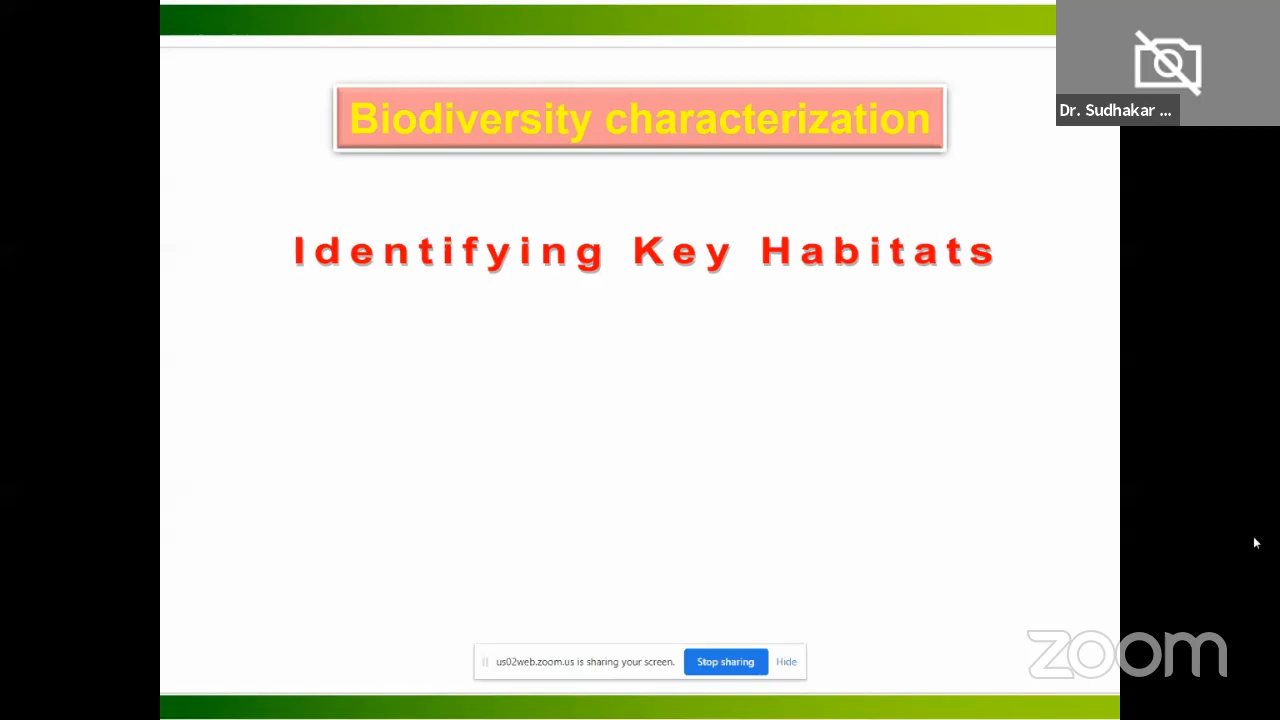 Biodiversity characterization
Dr. Sudhakar ...
Identifying Key Habitats
us02web.zoom.us is sharing your screen. Stop sharing Hide
zoom